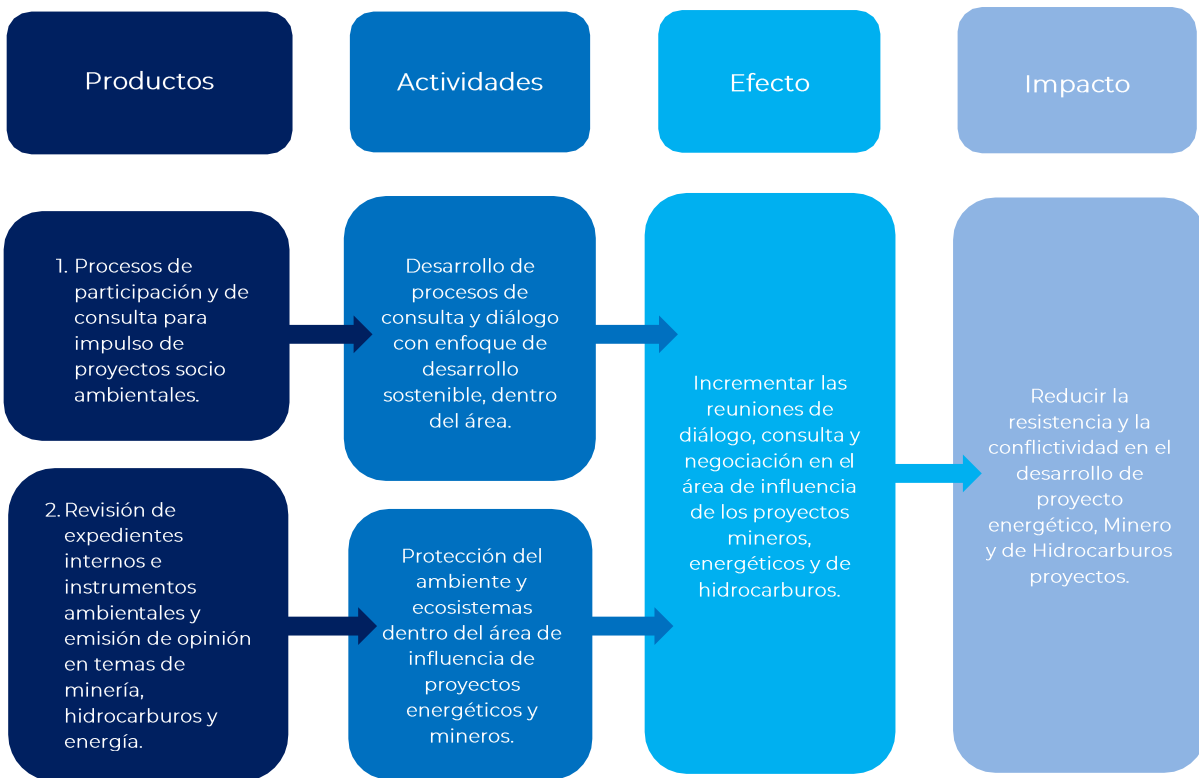 Productos
Actividades
Efecto
Impacto
1. Procesos de
participación y de
consulta para
impulso de
proyectos socio
ambientales.
Desarrollo de
procesos de
consulta y diálogo
con enfoque de
desarrollo
sostenible, dentro
del área.
2. Revisión de
expedientes
internos e
instrumentos
ambientales y
emisión de opinión
en temas de
minería,
hidrocarburos y
energía.
Protección del
ambiente y
ecosistemas
dentro del área de
influencia de
proyectos
energéticos y
mineros.
Incrementar las
reuniones de
diálogo, consulta y
negociación en el
área de influencia
de los proyectos
mineros,
energéticos y de
hidrocarburos.
Reducir la
resistencia y la
conflictividad en el
desarrollo de
proyecto
energético, Minero
y de Hidrocarburos
proyectos.